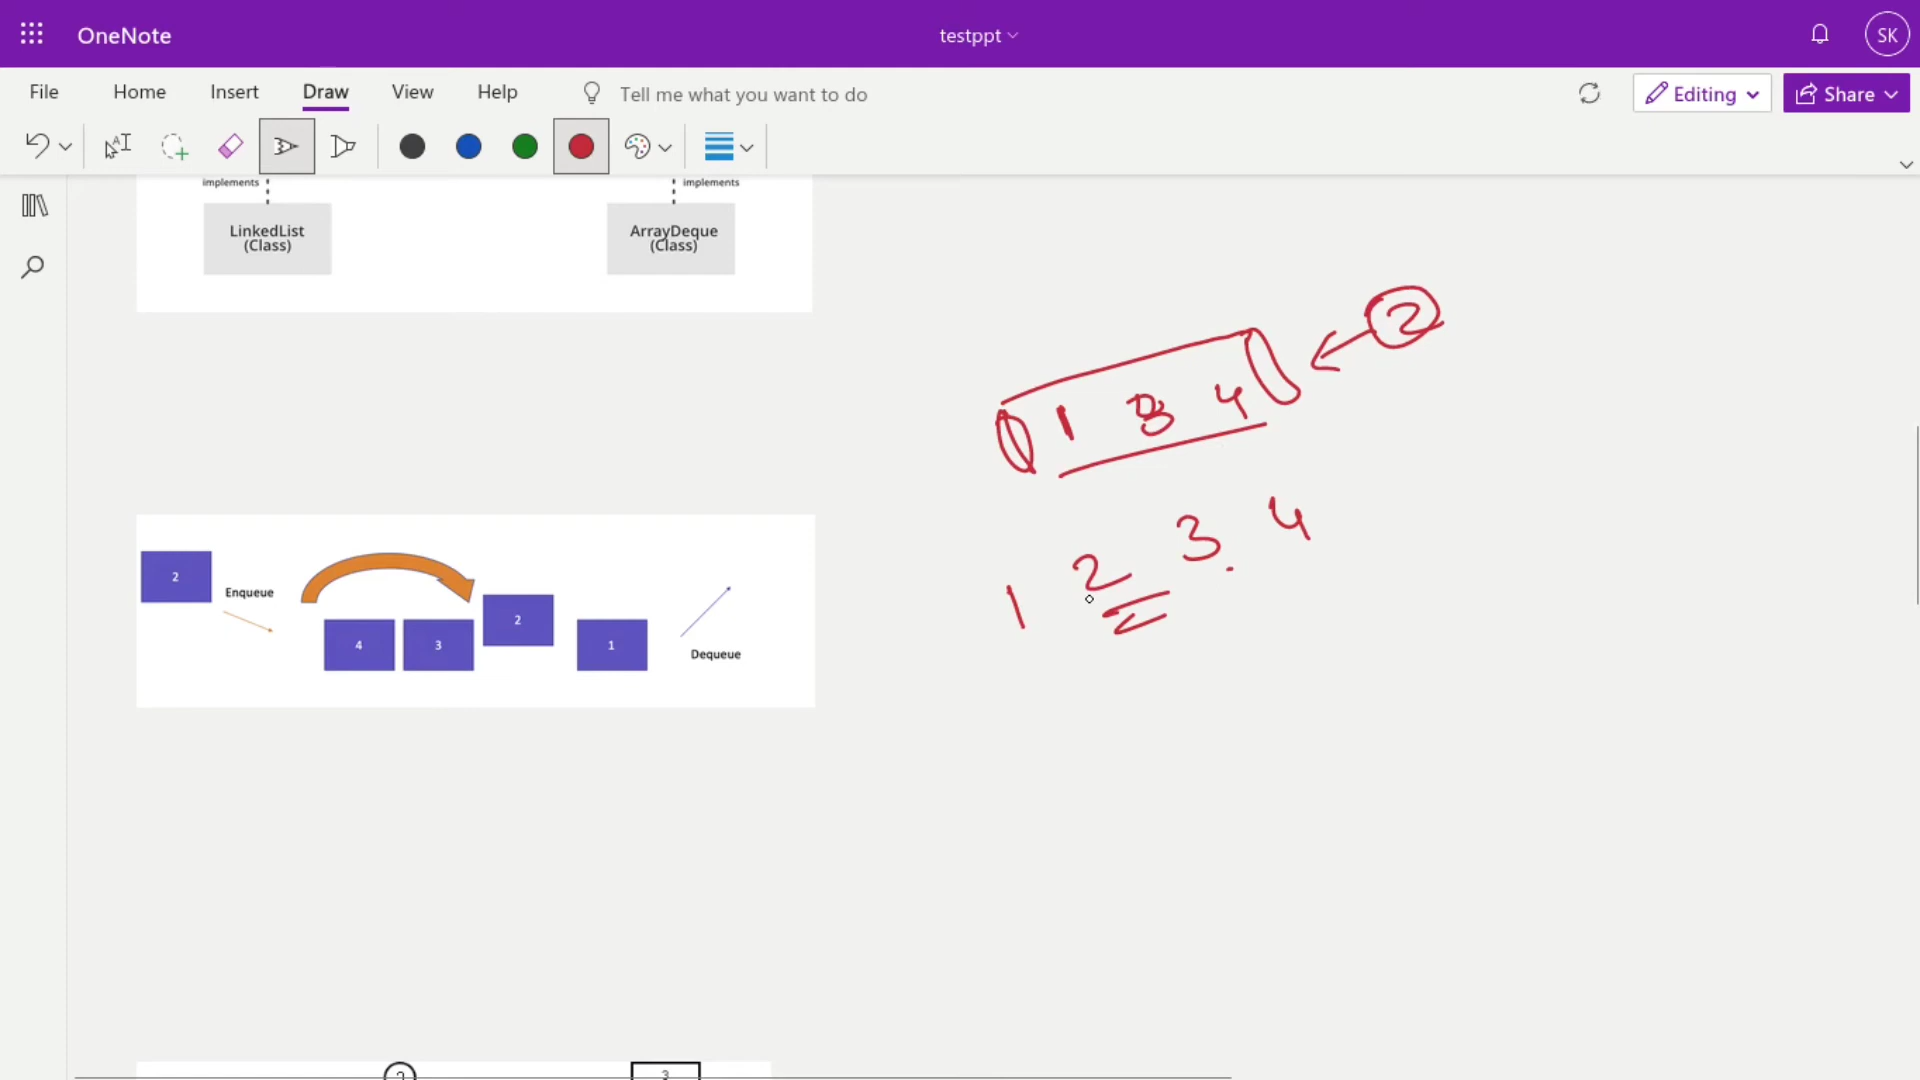 OneNote
testppt
SK
File Home Insert Draw View Help Tell me what you want to do
Editing Share
implements implements
LinkedList
(Class)
ArrayDeque
(Class)
2
1 3 4
1 2 3 4
2 Enqueue
4 3 2 1
Dequeue
3